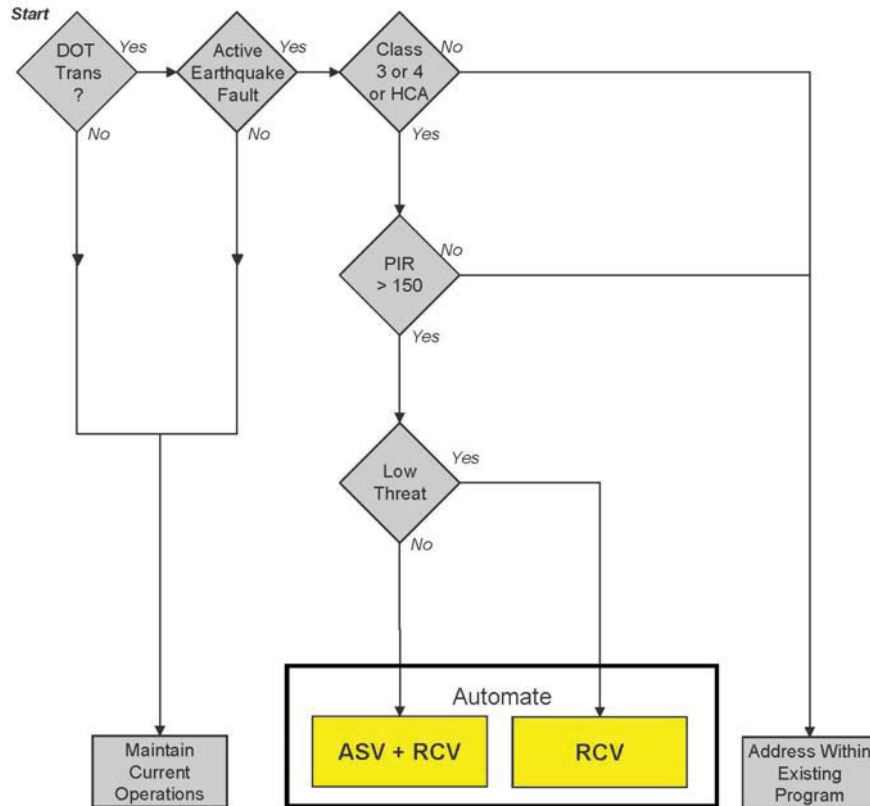 Start
DOT
Trans
?
Yes
No
Active
Earthquake
Fault
Yes
No
Class
3 or 4
or HCA
No
Yes
PIR
> 150
No
Yes
Low
Threat
Yes
No
Automate
ASV + RCV
RCV
Maintain
Current
Operations
Address Within
Existing
Program